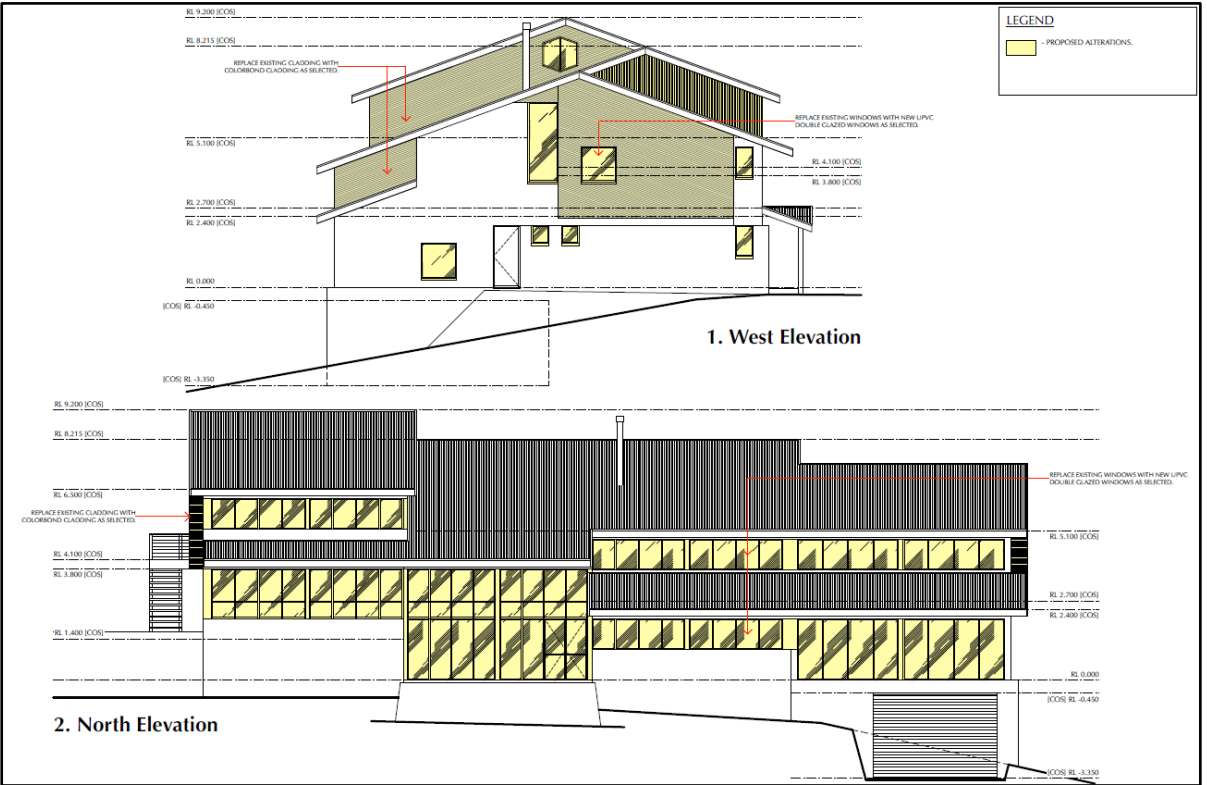 RL 9.200 [COS]
RL 8.215 [COS]
REPLACE EXISTING CLADDING WITH
COLORBOND CLADDING AS SELECTED.
RL 5.100 [COS]
RL 2.700 [COS]
RL 2.400 [COS]
RL 0.000
[COS] RL -0.450
[COS] RL -3.350
REPLACE EXISTING WINDOWS WITH NEW UPVC
DOUBLE GLAZED WINDOWS AS SELECTED.
RL 4.100 [COS]
RL 3.800 [COS]
1. West Elevation
LEGEND
- PROPOSED ALTERATIONS.
RL 9.200 [COS]
RL 8.215 [COS]
RL 6.500 [COS]
REPLACE EXISTING CLADDING WITH
COLORBOND CLADDING AS SELECTED.
RL 4.100 [COS]
RL 3.800 [COS]
RL 1.400 [COS]
REPLACE EXISTING WINDOWS WITH NEW UPVC
DOUBLE GLAZED WINDOWS AS SELECTED.
RL 5.100 [COS]
RL 2.700 [COS]
RL 2.400 [COS]
RL 0.000
[COS] RL -0.450
[COS] RL -3.350
2. North Elevation